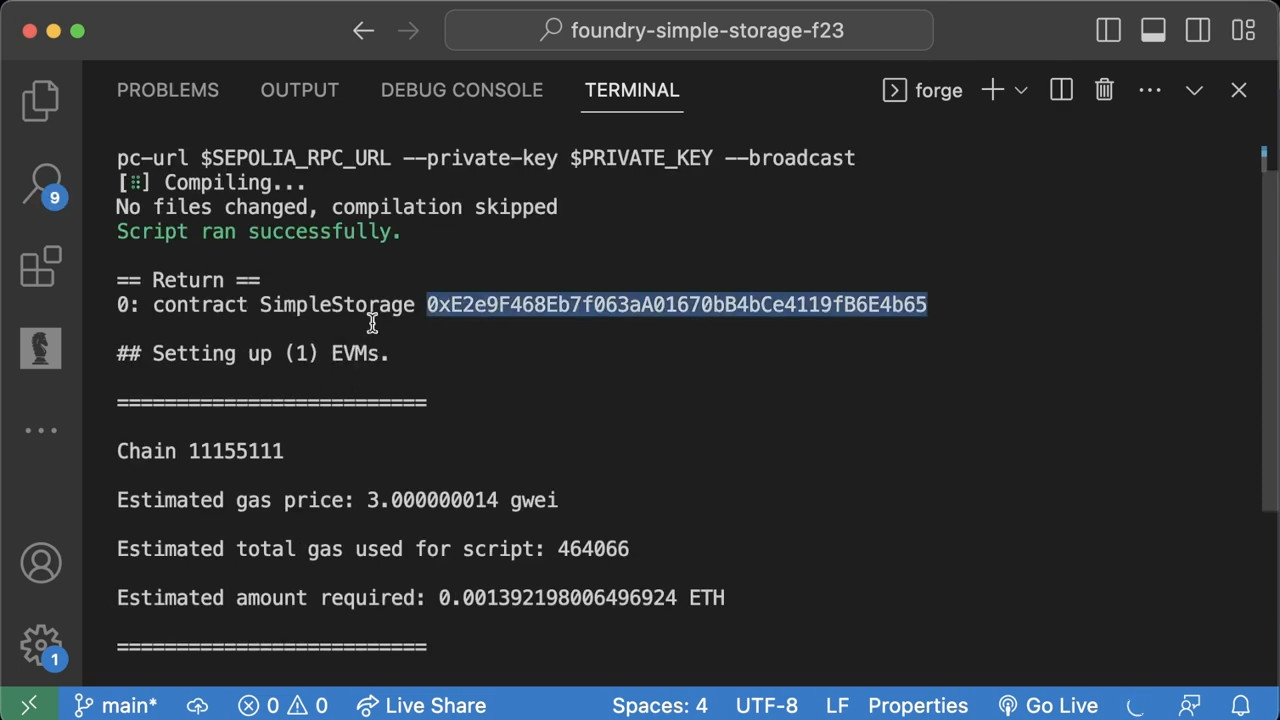 foundry-simple-storage-f23
PROBLEMS OUTPUT DEBUG CONSOLE TERMINAL forge
pc-url $SEPOLIA_RPC_URL --private-key $PRIVATE_KEY --broadcast
[⠃] Compiling...
No files changed, compilation skipped
Script ran successfully.
== Return ==
0: contract SimpleStorage 0xE2e9F468Eb7f063aA01670bB4bCe4119fB6E4b65
## Setting up (1) EVMs.
==========================
Chain 11155111
Estimated gas price: 3.000000014 gwei
Estimated total gas used for script: 464066
Estimated amount required: 0.001392198006496924 ETH
==========================
9
1
main* 0 0 Live Share Spaces: 4 UTF-8 LF Properties Go Live